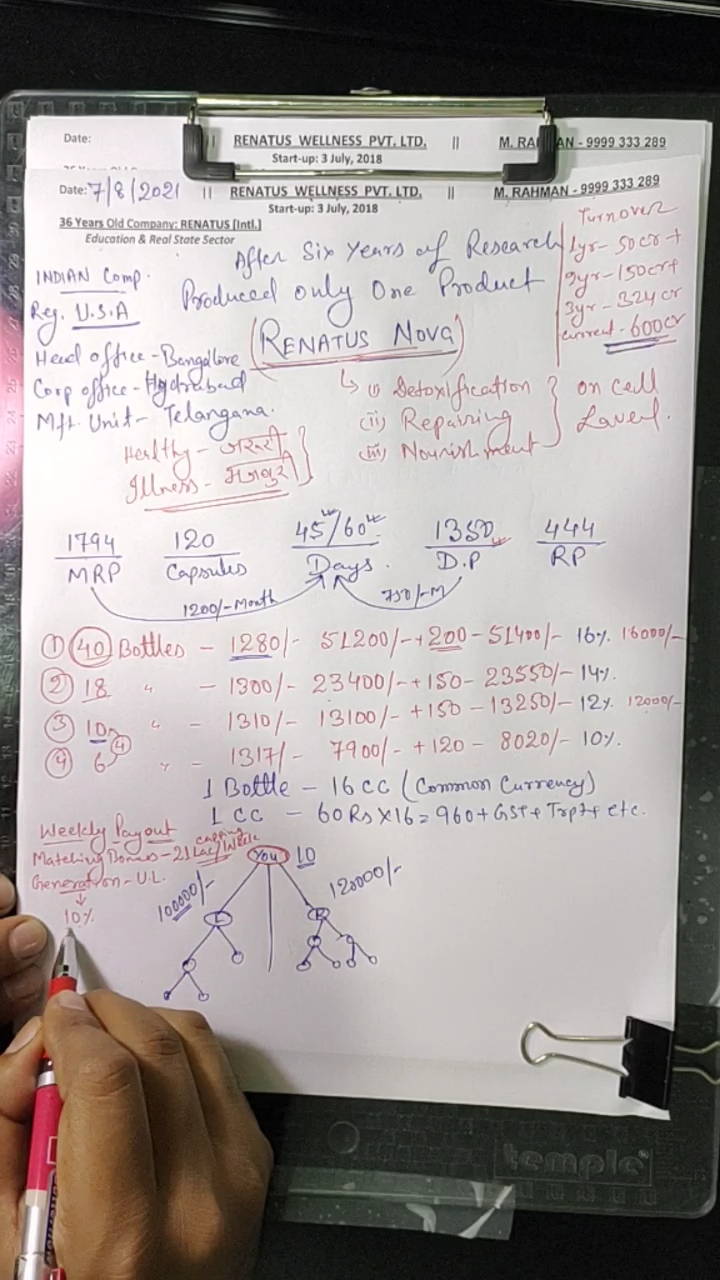 Date: || RENATUS WELLNESS PVT. LTD. || M. RAHMAN - 9999 333 289
Start-up: 3 July, 2018
Date: 7/8/2021 || RENATUS WELLNESS PVT. LTD. || M. RAHMAN - 9999 333 289
Start-up: 3 July, 2018
36 Years Old Company: RENATUS [Intl.]
Education & Real State Sector
Turnover
1yr - 50cr +
2yr - 150cr+
3yr - 324 cr
current - 600cr
After Six Years of Research
Produced only One Product
RENATUS NOVA
INDIAN Comp.
Reg. U.S.A
Head office - Bangalore
Corp office - Hydrabad
Mft. Unit - Telangana.
(i) Detoxification
(ii) Repairing
(iii) Nourishment
on cell
Lavel.
Healthy - जरूरी
Illness - मजबूर
1794 120 45/60 1350 444
MRP Capsules Days. D.P RP
1200/-Month 750/-M
① 40 Bottles - 1280/- 51200/-+200-51400/- 16% 16000/-
② 18 " - 1300/- 23400/-+150-23550/- 14%.
③ 10 " - 1310/- 13100/-+150-13250/- 12% 12000/-
④ 6 ④ " - 1317/- 7900/-+120-8020/- 10%.
1 Bottle - 16 CC (Common Currency)
1 CC - 60 Rs X16 = 960 + GST + Trpt+ etc.
Weekly Payout
Matching Bonus - 21 Lac/Week
capping
Generation - U.L.
10%
You 10
100000/- 120000/-
L R
temple